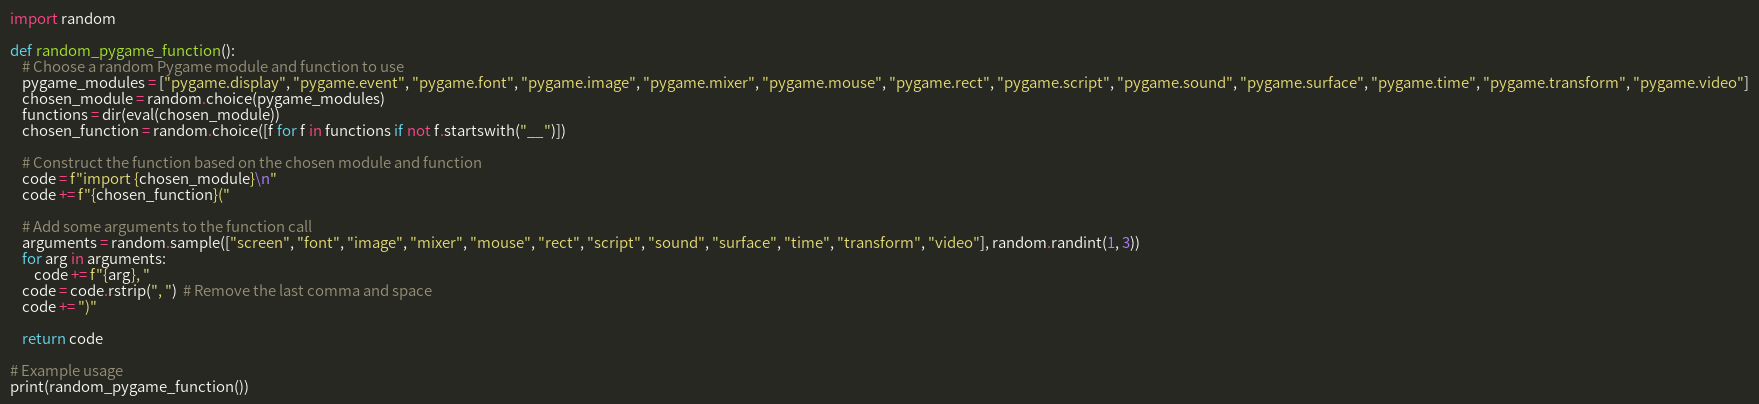 import random
def random_pygame_function():
# Choose a random Pygame module and function to use
pygame_modules = ["pygame.display", "pygame.event", "pygame.font", "pygame.image", "pygame.mixer", "pygame.mouse", "pygame.rect", "pygame.script", "pygame.sound", "pygame.surface", "pygame.time", "pygame.transform", "pygame.video"]
chosen_module = random.choice(pygame_modules)
functions = dir(eval(chosen_module))
chosen_function = random.choice([f for f in functions if not f.startswith("__")])
# Construct the function based on the chosen module and function
code = f"import {chosen_module}\n"
code += f"{chosen_function}("
# Add some arguments to the function call
arguments = random.sample(["screen", "font", "image", "mixer", "mouse", "rect", "script", "sound", "surface", "time", "transform", "video"], random.randint(1, 3))
for arg in arguments:
code += f"{arg}, "
code = code.rstrip(", ")  # Remove the last comma and space
code += ")"
return code
# Example usage
print(random_pygame_function())